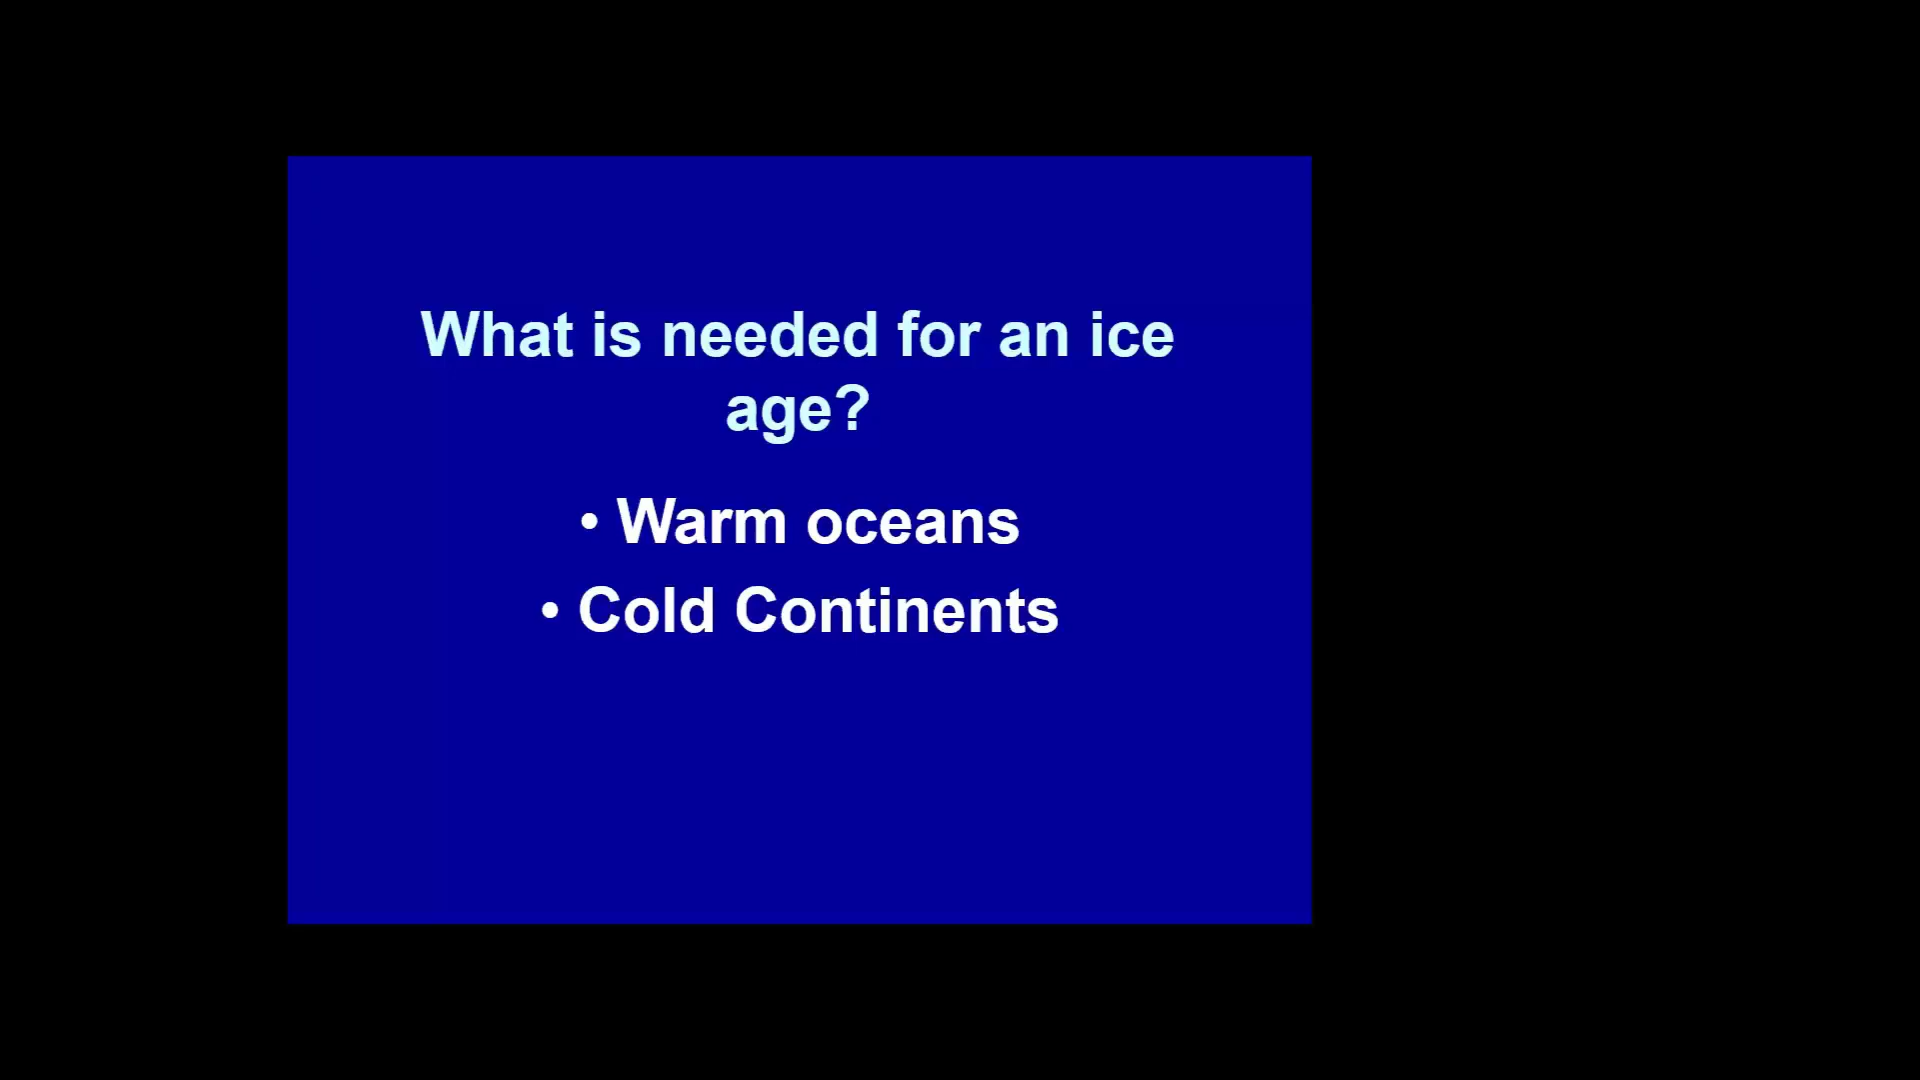 What is needed for an ice
age?
• Warm oceans
• Cold Continents